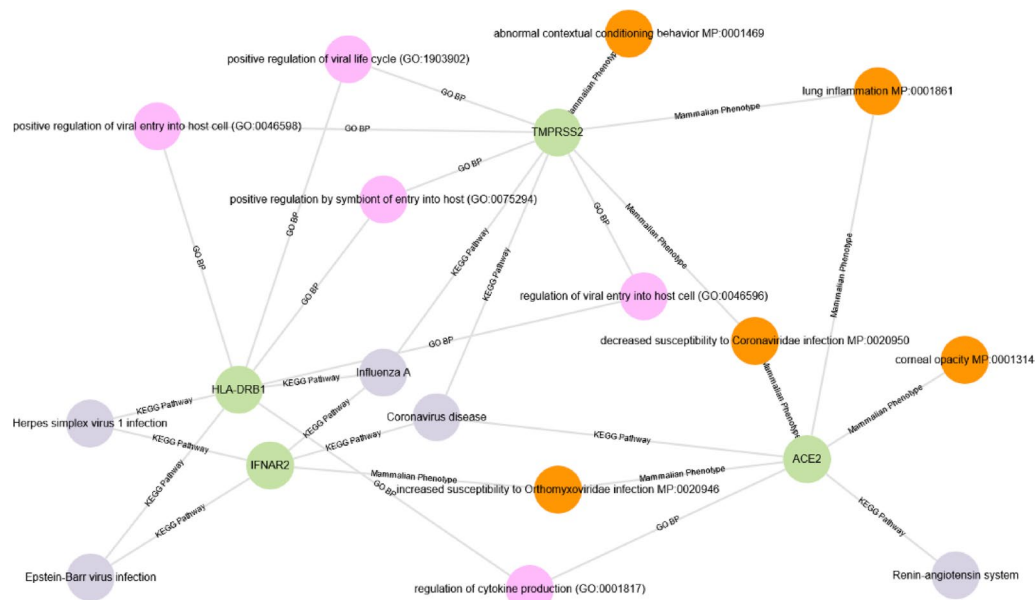 abnormal contextual conditioning behavior MP:0001469
positive regulation of viral life cycle (GO:1903902)
GO BP
ammalian Phenotype
lung inflammation MP:0001861
Mammalian Phenotype
positive regulation of viral entry into host cell (GO:0046598)
GO BP
TMPRSS2
GO BP
positive regulation by symbiont of entry into host (GO:0075294)
GO BP
GO BP
GO BP
Mammalian Phenotype
KEGG Pathway
KEGG Pathway
GO BP
Mammalian Phenotype
regulation of viral entry into host cell (GO:0046596)
GO BP
decreased susceptibility to Coronaviridae infection MP:0020950
corneal opacity MP:0001314
Influenza A
KEGG Pathway
HLA-DRB1
KEGG Pathway
Herpes simplex virus 1 infection
KEGG Pathway
Coronavirus disease
Mammalian Phenotype
Mammalian Phenotype
KEGG Pathway
KEGG Pathway
KEGG Pathway
IFNAR2
ACE2
KEGG Pathway
Mammalian Phenotype
Mammalian Phenotype
increased susceptibility to Orthomyxoviridae infection MP:0020946
GO BP
KEGG Pathway
GO BP
KEGG Pathway
Epstein-Barr virus infection
regulation of cytokine production (GO:0001817)
Renin-angiotensin system